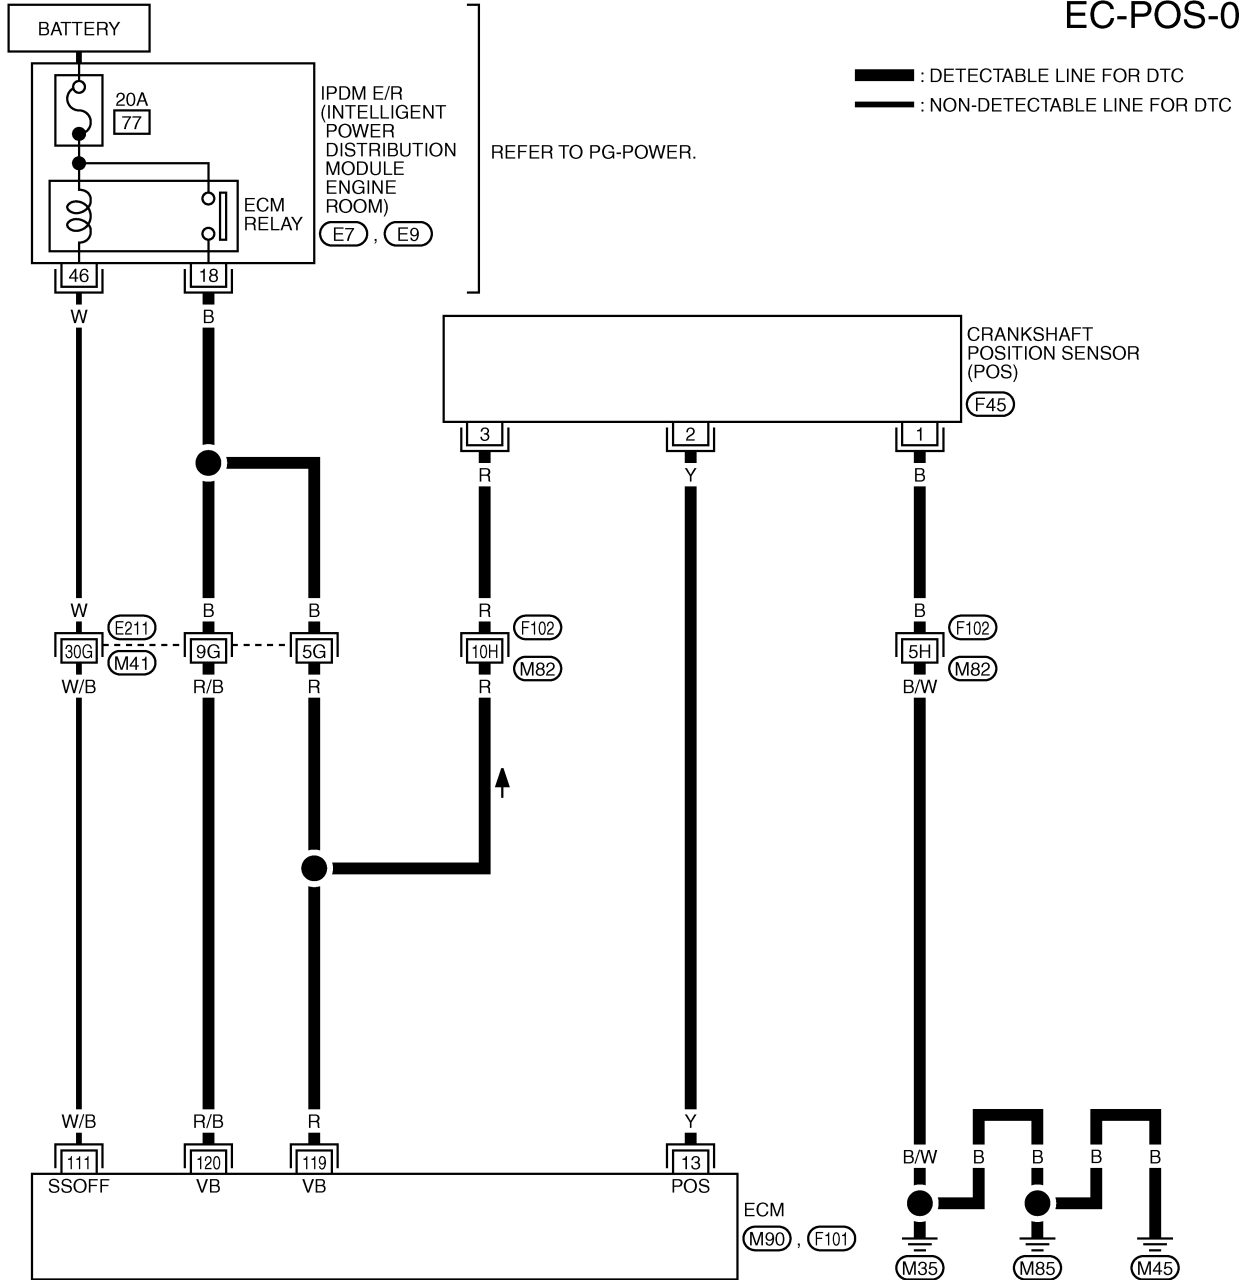 EC-POS-0
BATTERY
: DETECTABLE LINE FOR DTC
: NON-DETECTABLE LINE FOR DTC
20A
77
IPDM E/R
(INTELLIGENT
POWER
DISTRIBUTION
MODULE
ENGINE
ROOM)
E7 , E9
REFER TO PG-POWER.
ECM
RELAY
46 18
W B
CRANKSHAFT
POSITION SENSOR
(POS)
F45
3 2 1
R Y B
W B B R B
E211 F102 F102
30G 9G 5G 10H 5H
M41 M82 M82
W/B R/B R R B/W
W/B R/B R Y
B/W B B B B
111 120 119 13
SSOFF VB VB POS
ECM
M90 , F101
M35 M85 M45